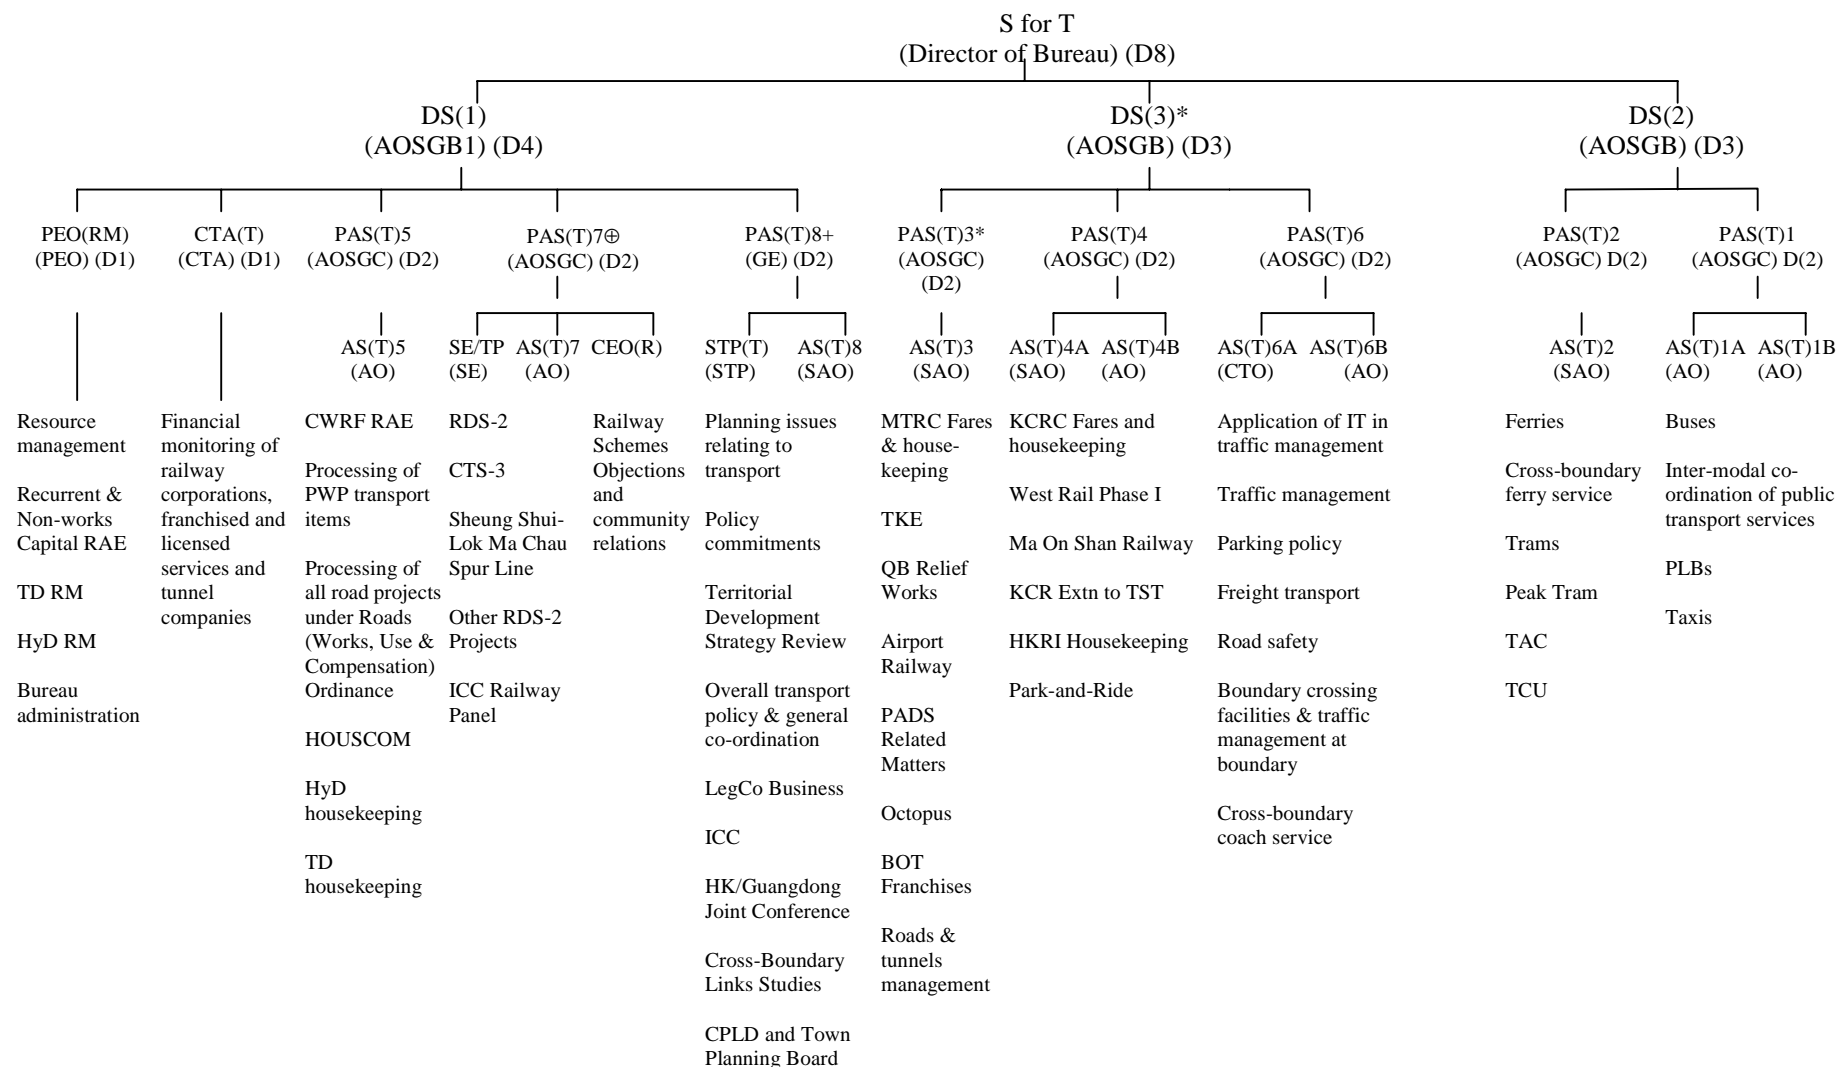 S for T
(Director of Bureau) (D8)
DS(1)
(AOSGB1) (D4)
DS(3)*
(AOSGB) (D3)
DS(2)
(AOSGB) (D3)
PEO(RM)
(PEO) (D1)
CTA(T)
(CTA) (D1)
PAS(T)5
(AOSGC) (D2)
PAS(T)7⊕
(AOSGC) (D2)
PAS(T)8+
(GE) (D2)
PAS(T)3*
(AOSGC)
(D2)
PAS(T)4
(AOSGC) (D2)
PAS(T)6
(AOSGC) (D2)
PAS(T)2
(AOSGC) D(2)
PAS(T)1
(AOSGC) D(2)
AS(T)5
(AO)
SE/TP
(SE)
AS(T)7
(AO)
CEO(R)
STP(T)
(STP)
AS(T)8
(SAO)
AS(T)3
(SAO)
AS(T)4A
(SAO)
AS(T)4B
(AO)
AS(T)6A
(CTO)
AS(T)6B
(AO)
AS(T)2
(SAO)
AS(T)1A
(AO)
AS(T)1B
(AO)
Resource
management
Recurrent &
Non-works
Capital RAE
TD RM
HyD RM
Bureau
administration
Financial
monitoring of
railway
corporations,
franchised and
licensed
services and
tunnel
companies
CWRF RAE
Processing of
PWP transport
items
Processing of
all road projects
under Roads
(Works, Use &
Compensation)
Ordinance
HOUSCOM
HyD
housekeeping
TD
housekeeping
RDS-2
CTS-3
Sheung Shui-
Lok Ma Chau
Spur Line
Other RDS-2
Projects
ICC Railway
Panel
Railway
Schemes
Objections
and
community
relations
Planning issues
relating to
transport
Policy
commitments
Territorial
Development
Strategy Review
Overall transport
policy & general
co-ordination
LegCo Business
ICC
HK/Guangdong
Joint Conference
Cross-Boundary
Links Studies
CPLD and Town
Planning Board
MTRC Fares
& house-
keeping
TKE
QB Relief
Works
Airport
Railway
PADS
Related
Matters
Octopus
BOT
Franchises
Roads &
tunnels
management
KCRC Fares and
housekeeping
West Rail Phase I
Ma On Shan Railway
KCR Extn to TST
HKRI Housekeeping
Park-and-Ride
Application of IT in
traffic management
Traffic management
Parking policy
Freight transport
Road safety
Boundary crossing
facilities & traffic
management at
boundary
Cross-boundary
coach service
Ferries
Cross-boundary
ferry service
Trams
Peak Tram
TAC
TCU
Buses
Inter-modal co-
ordination of public
transport services
PLBs
Taxis